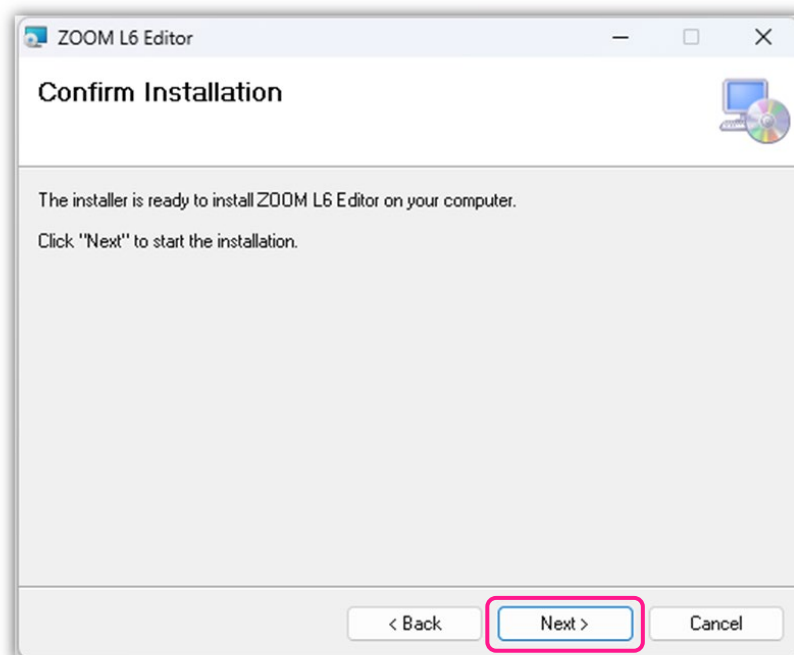 ZOOM L6 Editor
Confirm Installation
The installer is ready to install ZOOM L6 Editor on your computer.
Click "Next" to start the installation.
< Back
Next >
Cancel